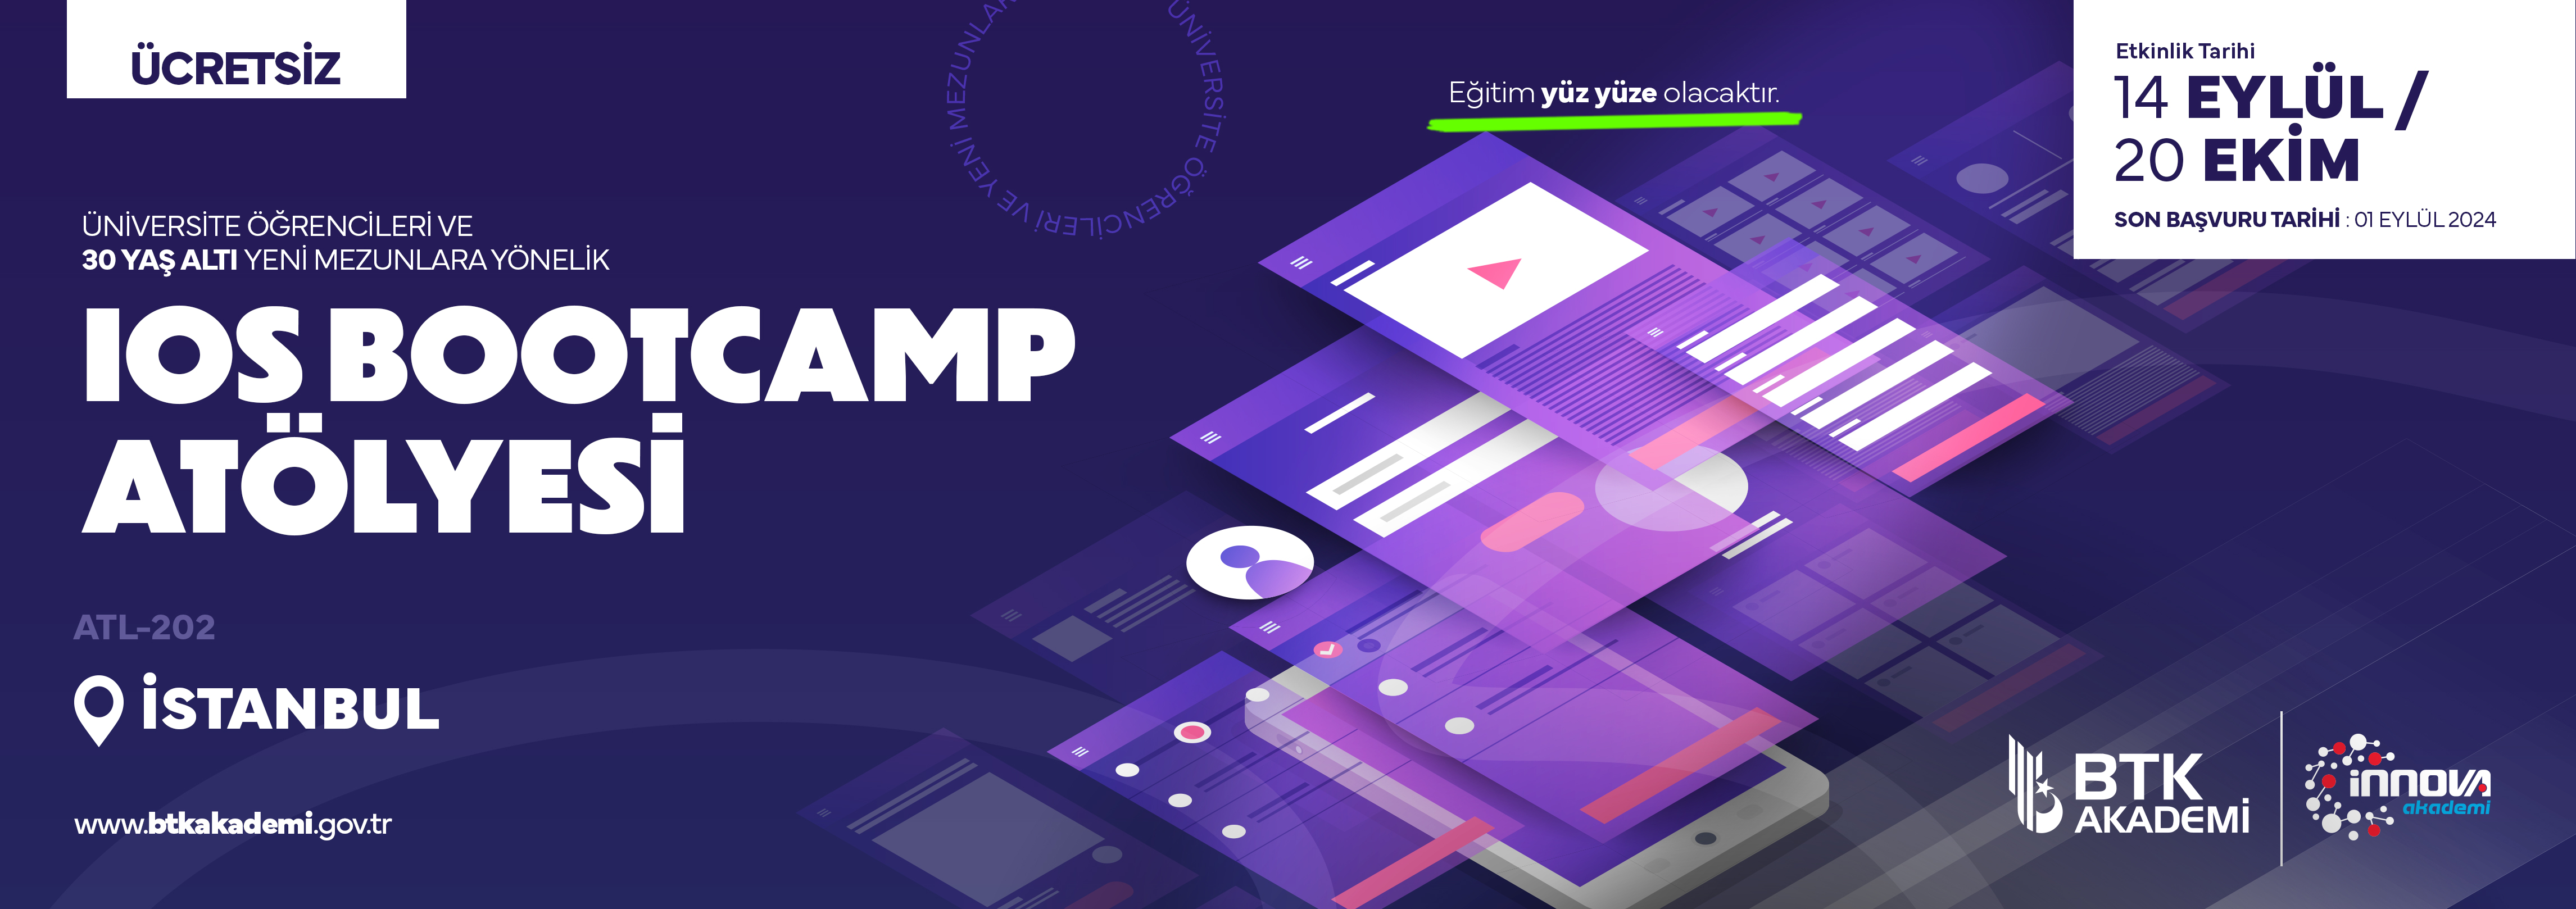 ÜCRETSİZ
ÜNİVERSİTE ÖĞRENCİLERİ VE YENİ MEZUNLAR
Eğitim yüz yüze olacaktır.
Etkinlik Tarihi
14 EYLÜL /
20 EKİM
SON BAŞVURU TARİHİ : 01 EYLÜL 2024
ÜNİVERSİTE ÖĞRENCİLERİ VE
30 YAŞ ALTI YENİ MEZUNLARA YÖNELİK
IOS BOOTCAMP
ATÖLYESİ
ATL-202
İSTANBUL
www.btkakademi.gov.tr
BTK
AKADEMİ
innova
akademi